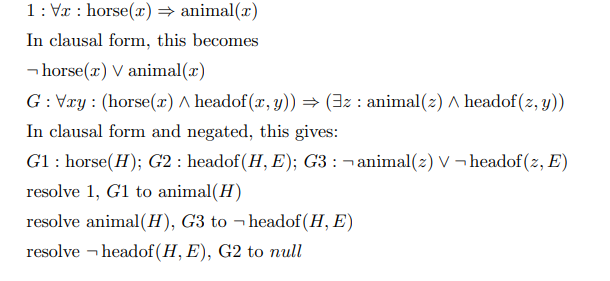 1 : ∀x : horse(x) ⇒ animal(x)
In clausal form, this becomes
¬ horse(x) ∨ animal(x)
G : ∀xy : (horse(x) ∧ headof(x, y)) ⇒ (∃z : animal(z) ∧ headof(z, y))
In clausal form and negated, this gives:
G1 : horse(H); G2 : headof(H, E); G3 : ¬ animal(z) ∨ ¬ headof(z, E)
resolve 1, G1 to animal(H)
resolve animal(H), G3 to ¬ headof(H, E)
resolve ¬ headof(H, E), G2 to null